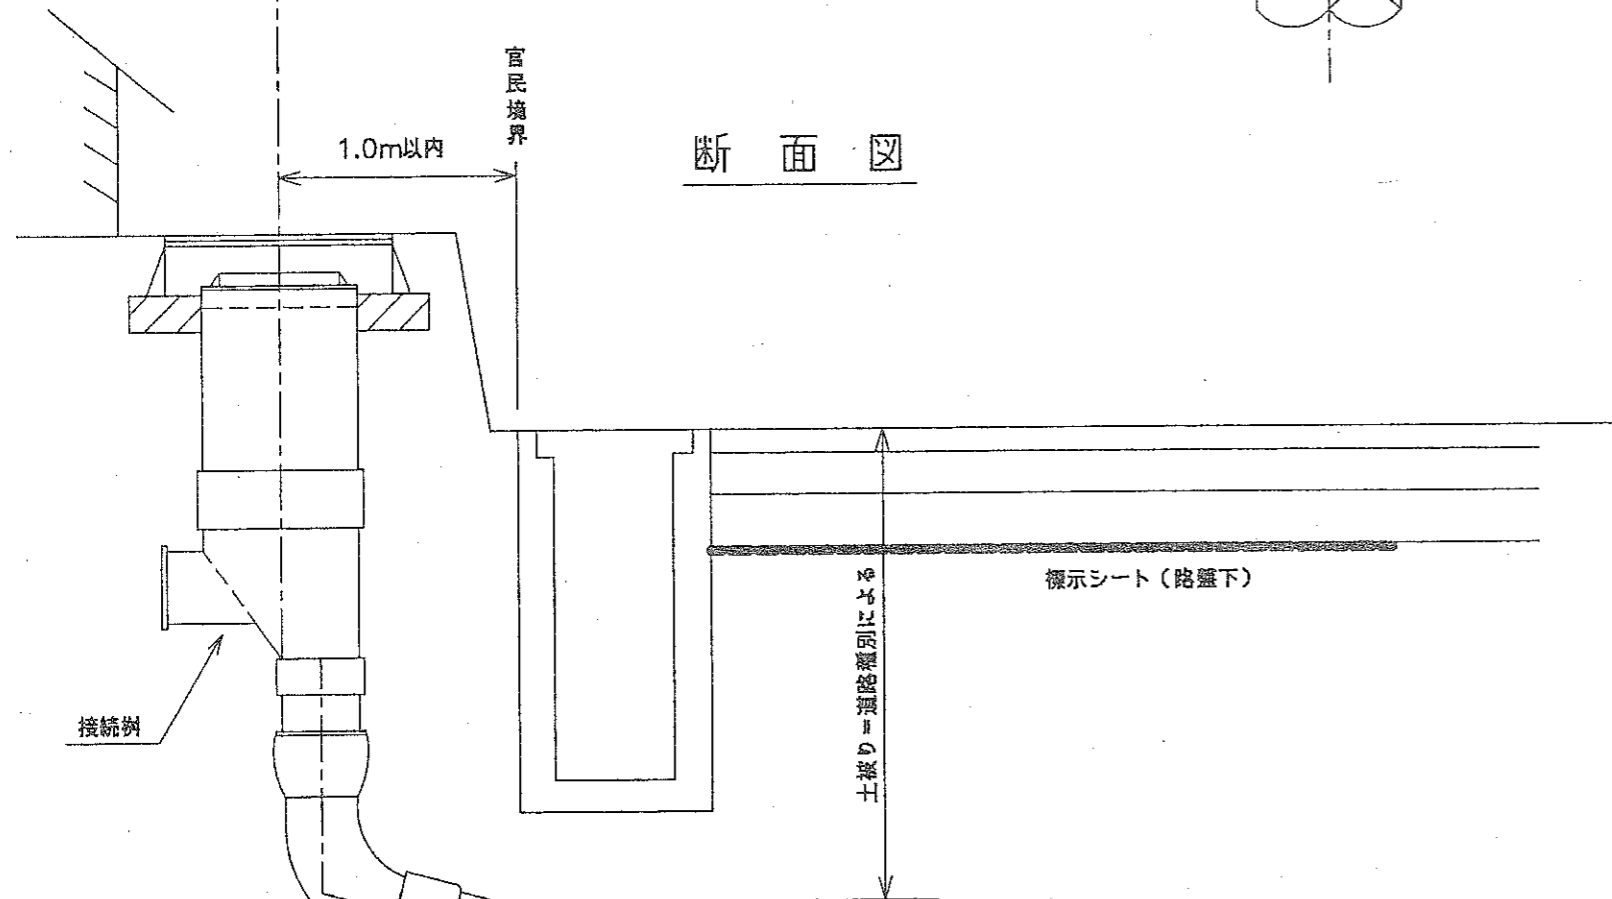 官民境界
1.0m以内
断面図
標示シート（路盤下）
土被り=道路種別による
接続桝